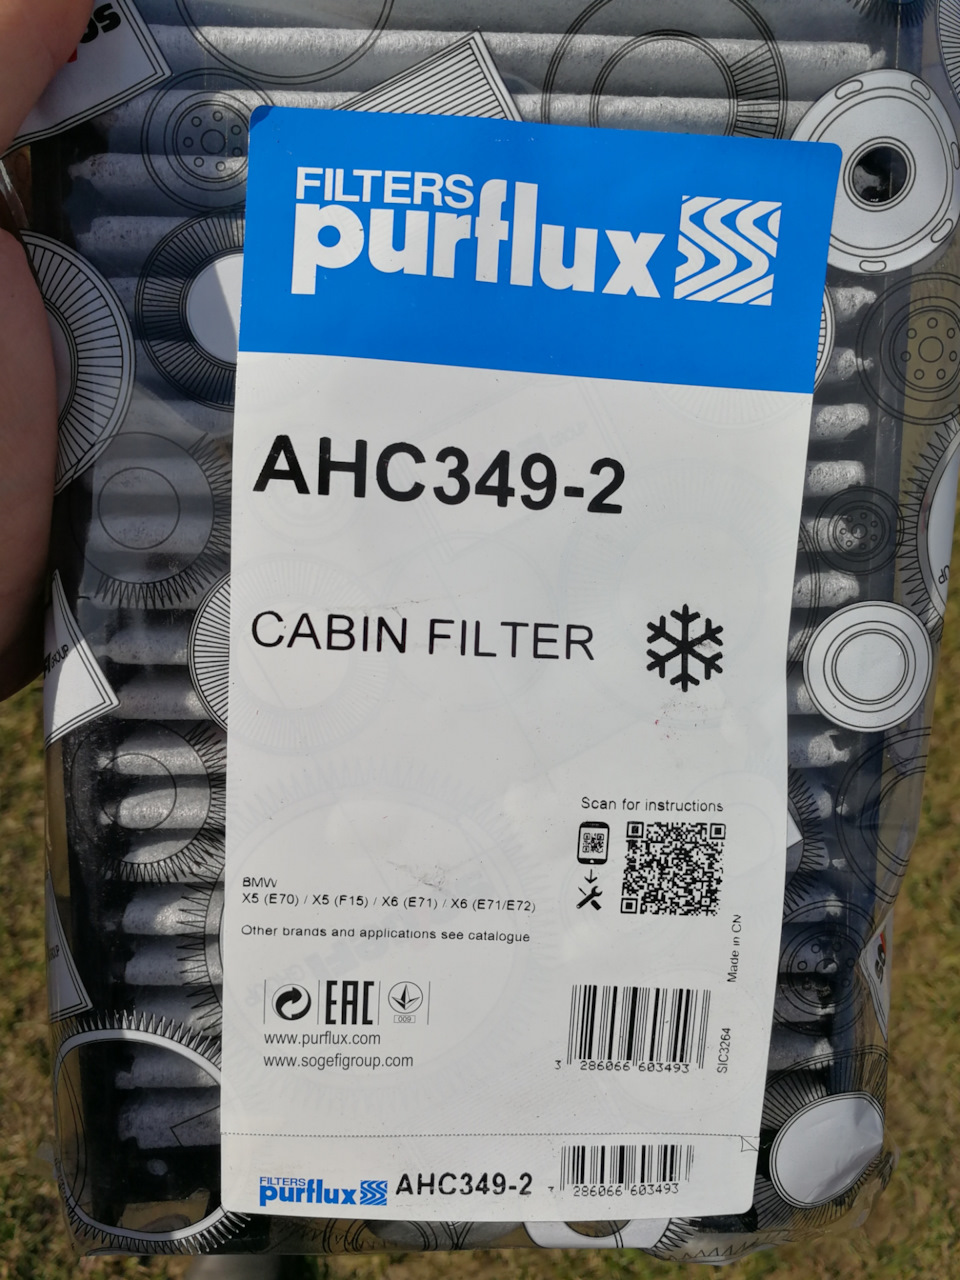 FILTERS
purflux
AHC349-2
CABIN FILTER
Scan for instructions
BMW
X5 (E70) / X5 (F15) / X6 (E71) / X6 (E71/E72)
Other brands and applications see catalogue
Made in CN
EAC
009
www.purflux.com
www.sogefigroup.com
3 286066 603493
SIC3264
FILTERS
purflux
AHC349-2
286066 603493
GROUP
UP